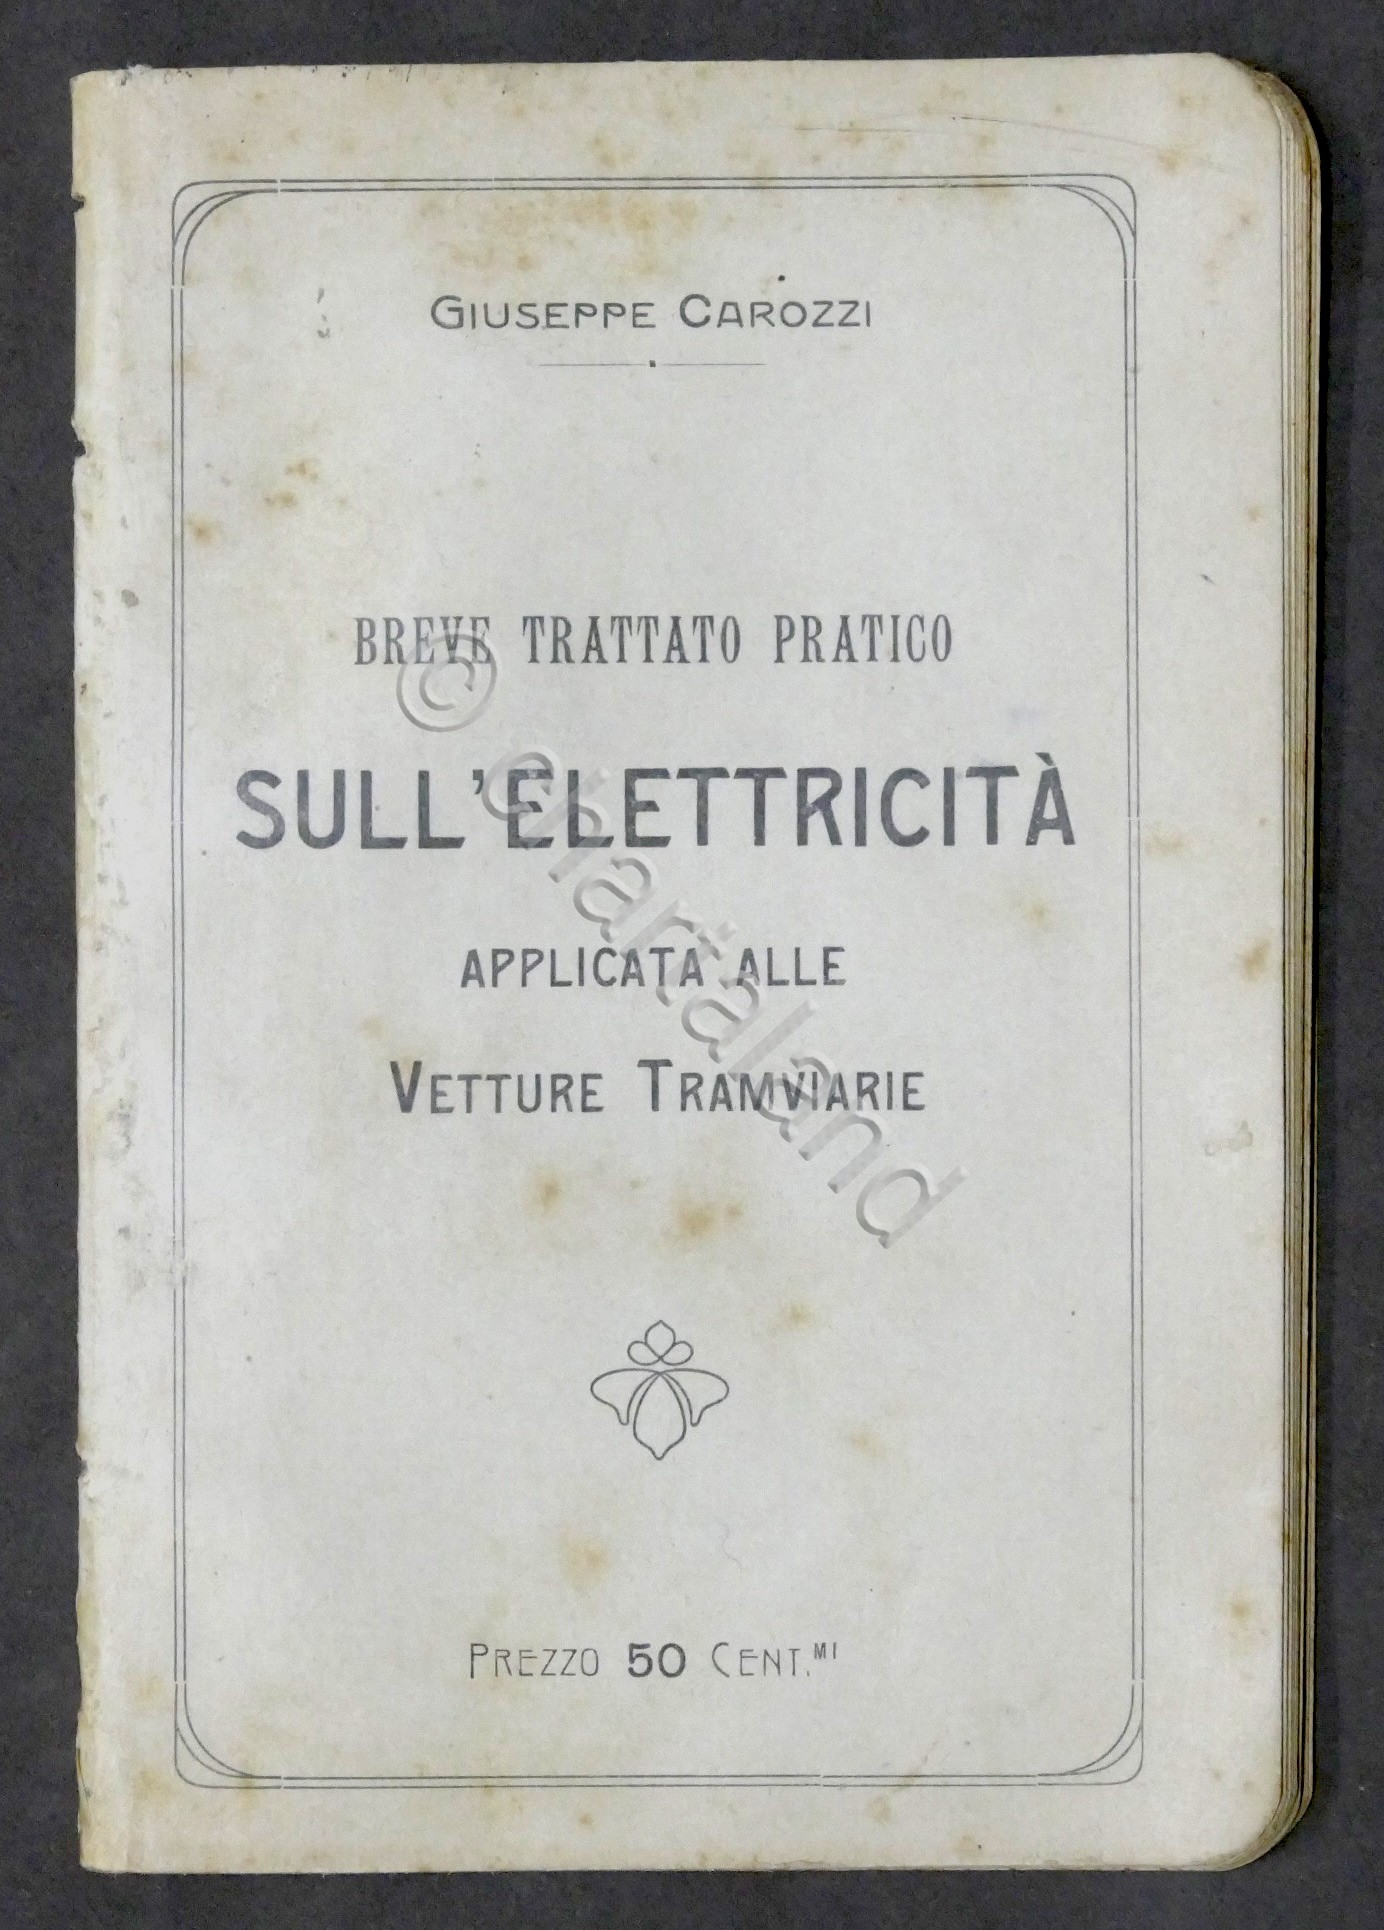 GIUSEPPE CAROZZI
BREVE TRATTATO PRATICO
SULL'ELETTRICITÀ
APPLICATA ALLE
VETTURE TRAMVIARIE
PREZZO 50 CENT.MI
© chartaland